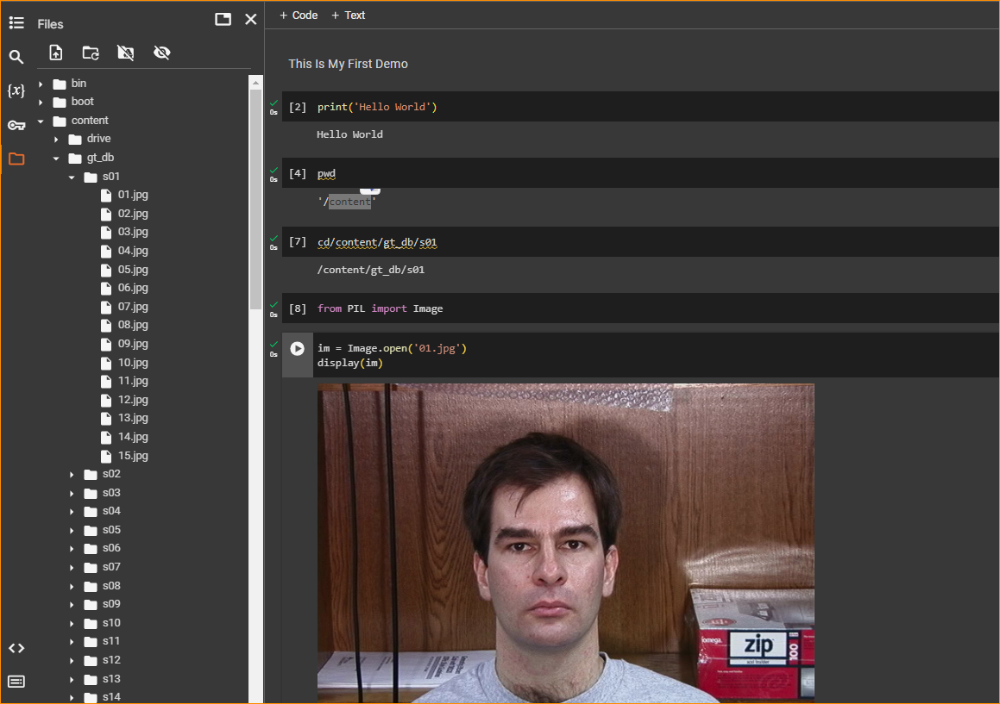 Files
+ Code + Text
{x}
bin
boot
content
drive
gt_db
s01
01.jpg
02.jpg
03.jpg
04.jpg
05.jpg
06.jpg
07.jpg
08.jpg
09.jpg
10.jpg
11.jpg
12.jpg
13.jpg
14.jpg
15.jpg
s02
s03
s04
s05
s06
s07
s08
s09
s10
s11
s12
s13
s14
This Is My First Demo
0s
[2] print('Hello World')
Hello World
0s
[4] pwd
'/content'
0s
[7] cd/content/gt_db/s01
/content/gt_db/s01
0s
[8] from PIL import Image
0s
im = Image.open('01.jpg')
display(im)
iomega.
zip
100